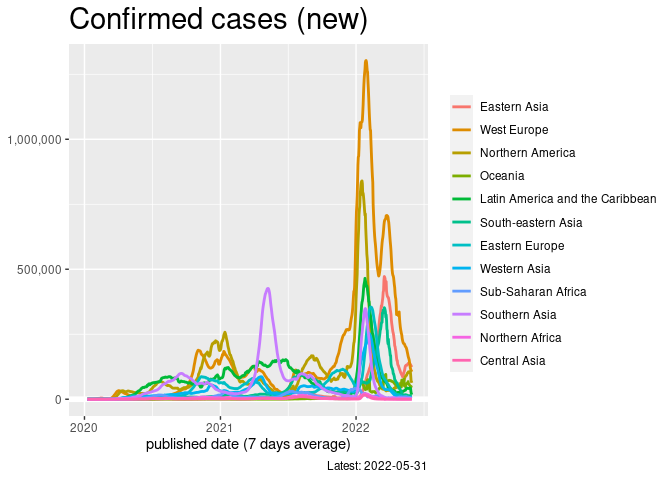 Confirmed cases (new)
1,000,000
500,000
0
2020
2021
2022
published date (7 days average)
Latest: 2022-05-31
Eastern Asia
West Europe
Northern America
Oceania
Latin America and the Caribbean
South-eastern Asia
Eastern Europe
Western Asia
Sub-Saharan Africa
Southern Asia
Northern Africa
Central Asia